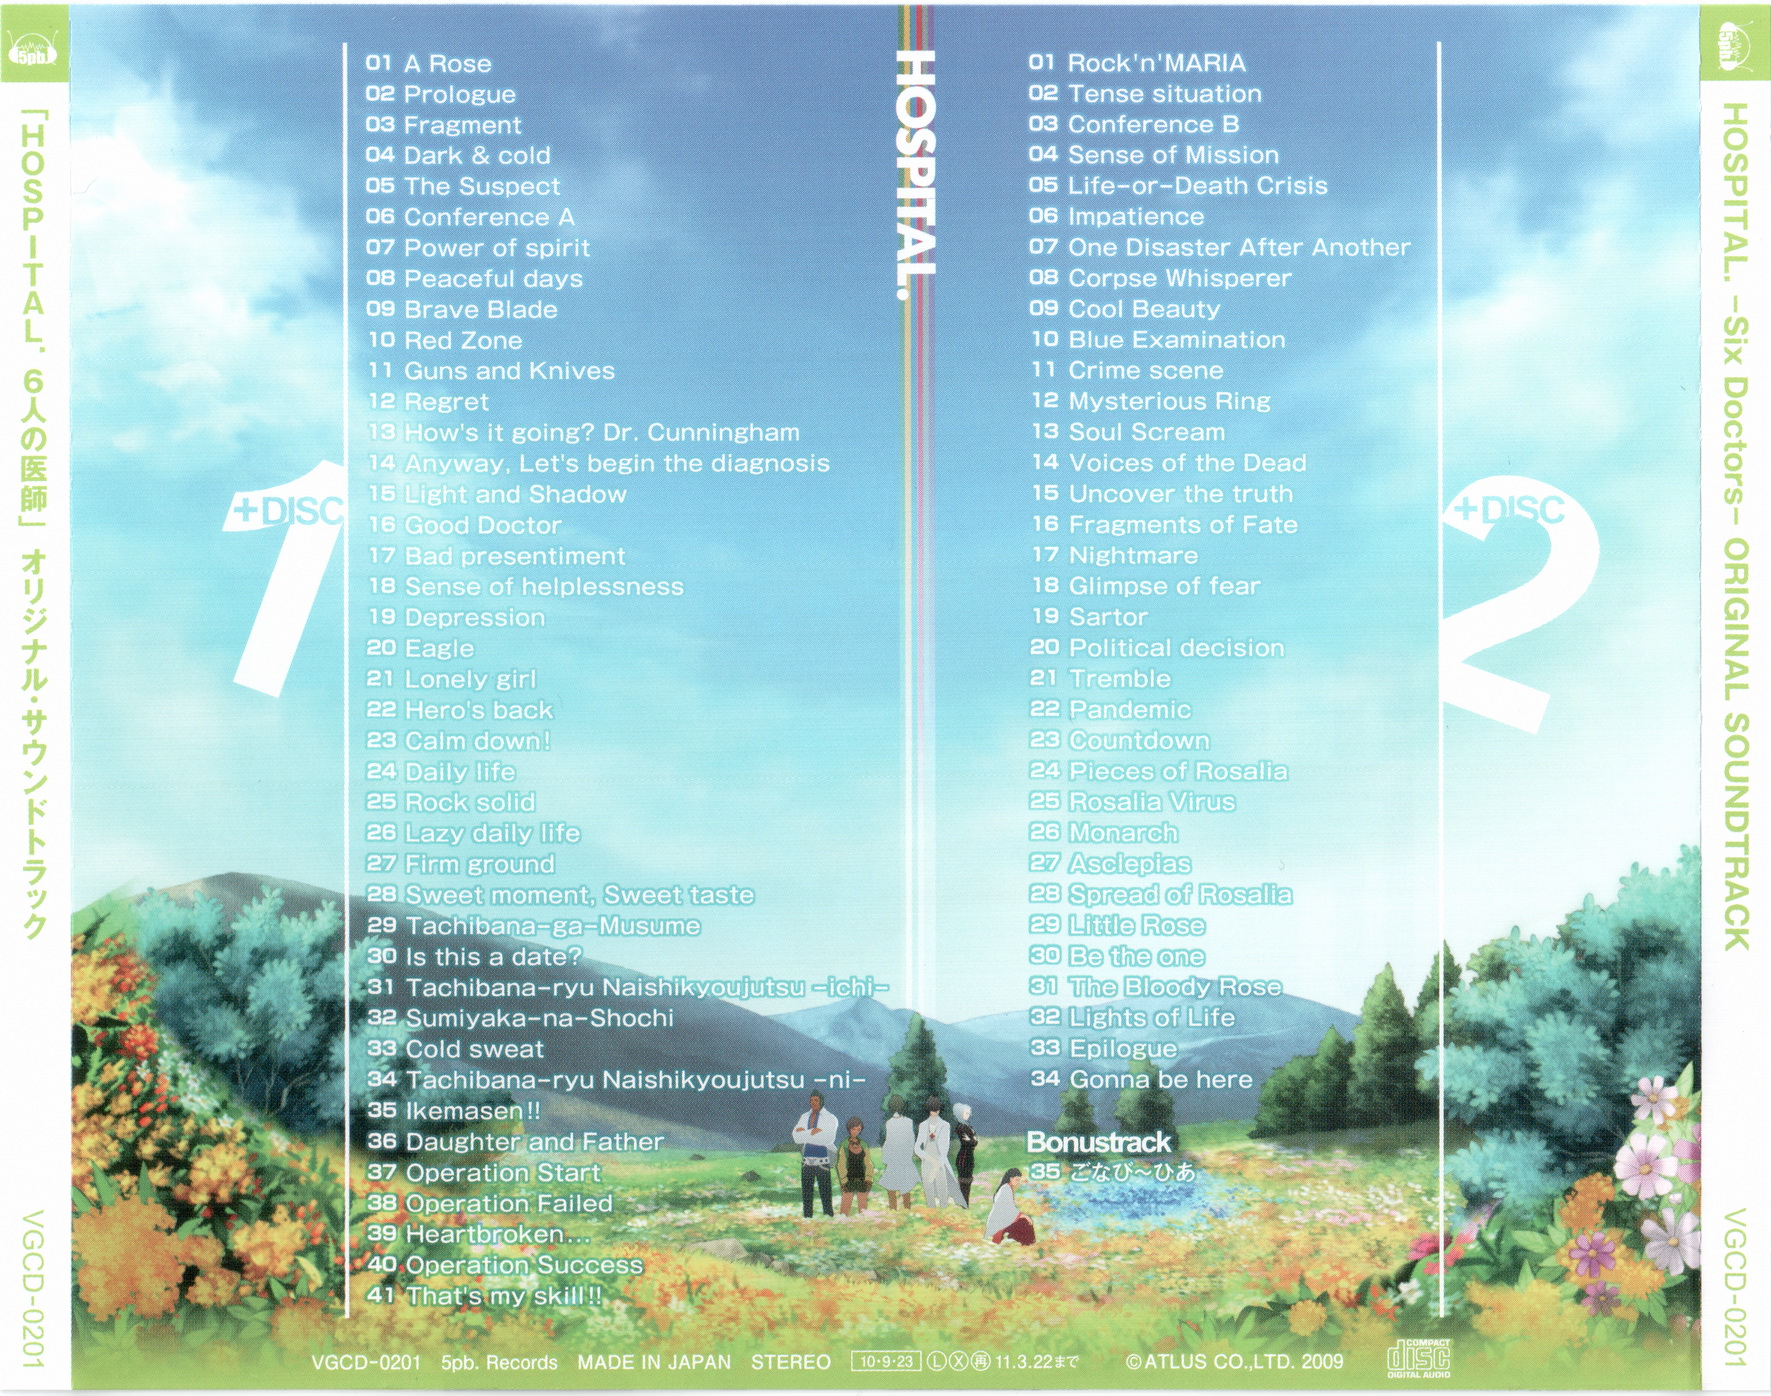 5pb.
「HOSPITAL. 6人の医師」 オリジナル・サウンドトラック
VGCD-0201
+DISC
1
01 A Rose
02 Prologue
03 Fragment
04 Dark & cold
05 The Suspect
06 Conference A
07 Power of spirit
08 Peaceful days
09 Brave Blade
10 Red Zone
11 Guns and Knives
12 Regret
13 How's it going? Dr. Cunningham
14 Anyway, Let's begin the diagnosis
15 Light and Shadow
16 Good Doctor
17 Bad presentiment
18 Sense of helplessness
19 Depression
20 Eagle
21 Lonely girl
22 Hero's back
23 Calm down!
24 Daily life
25 Rock solid
26 Lazy daily life
27 Firm ground
28 Sweet moment, Sweet taste
29 Tachibana-ga-Musume
30 Is this a date?
31 Tachibana-ryu Naishikyoujutsu -ichi-
32 Sumiyaka-na-Shochi
33 Cold sweat
34 Tachibana-ryu Naishikyoujutsu -ni-
35 Ikemasen!!
36 Daughter and Father
37 Operation Start
38 Operation Failed
39 Heartbroken...
40 Operation Success
41 That's my skill!!
HOSPITAL.
01 Rock'n'MARIA
02 Tense situation
03 Conference B
04 Sense of Mission
05 Life-or-Death Crisis
06 Impatience
07 One Disaster After Another
08 Corpse Whisperer
09 Cool Beauty
10 Blue Examination
11 Crime scene
12 Mysterious Ring
13 Soul Scream
14 Voices of the Dead
15 Uncover the truth
16 Fragments of Fate
17 Nightmare
18 Glimpse of fear
19 Sartor
20 Political decision
21 Tremble
22 Pandemic
23 Countdown
24 Pieces of Rosalia
25 Rosalia Virus
26 Monarch
27 Asclepias
28 Spread of Rosalia
29 Little Rose
30 Be the one
31 The Bloody Rose
32 Lights of Life
33 Epilogue
34 Gonna be here
Bonustrack
35 ごなび～ひあ
+DISC
2
VGCD-0201 5pb. Records MADE IN JAPAN STEREO 10・9・23 Ⓛ Ⓧ ㊢ 11.3.22まで ©ATLUS CO.,LTD. 2009
COMPACT
disc
DIGITAL AUDIO
5pb.
HOSPITAL. -Six Doctors- ORIGINAL SOUNDTRACK
VGCD-0201